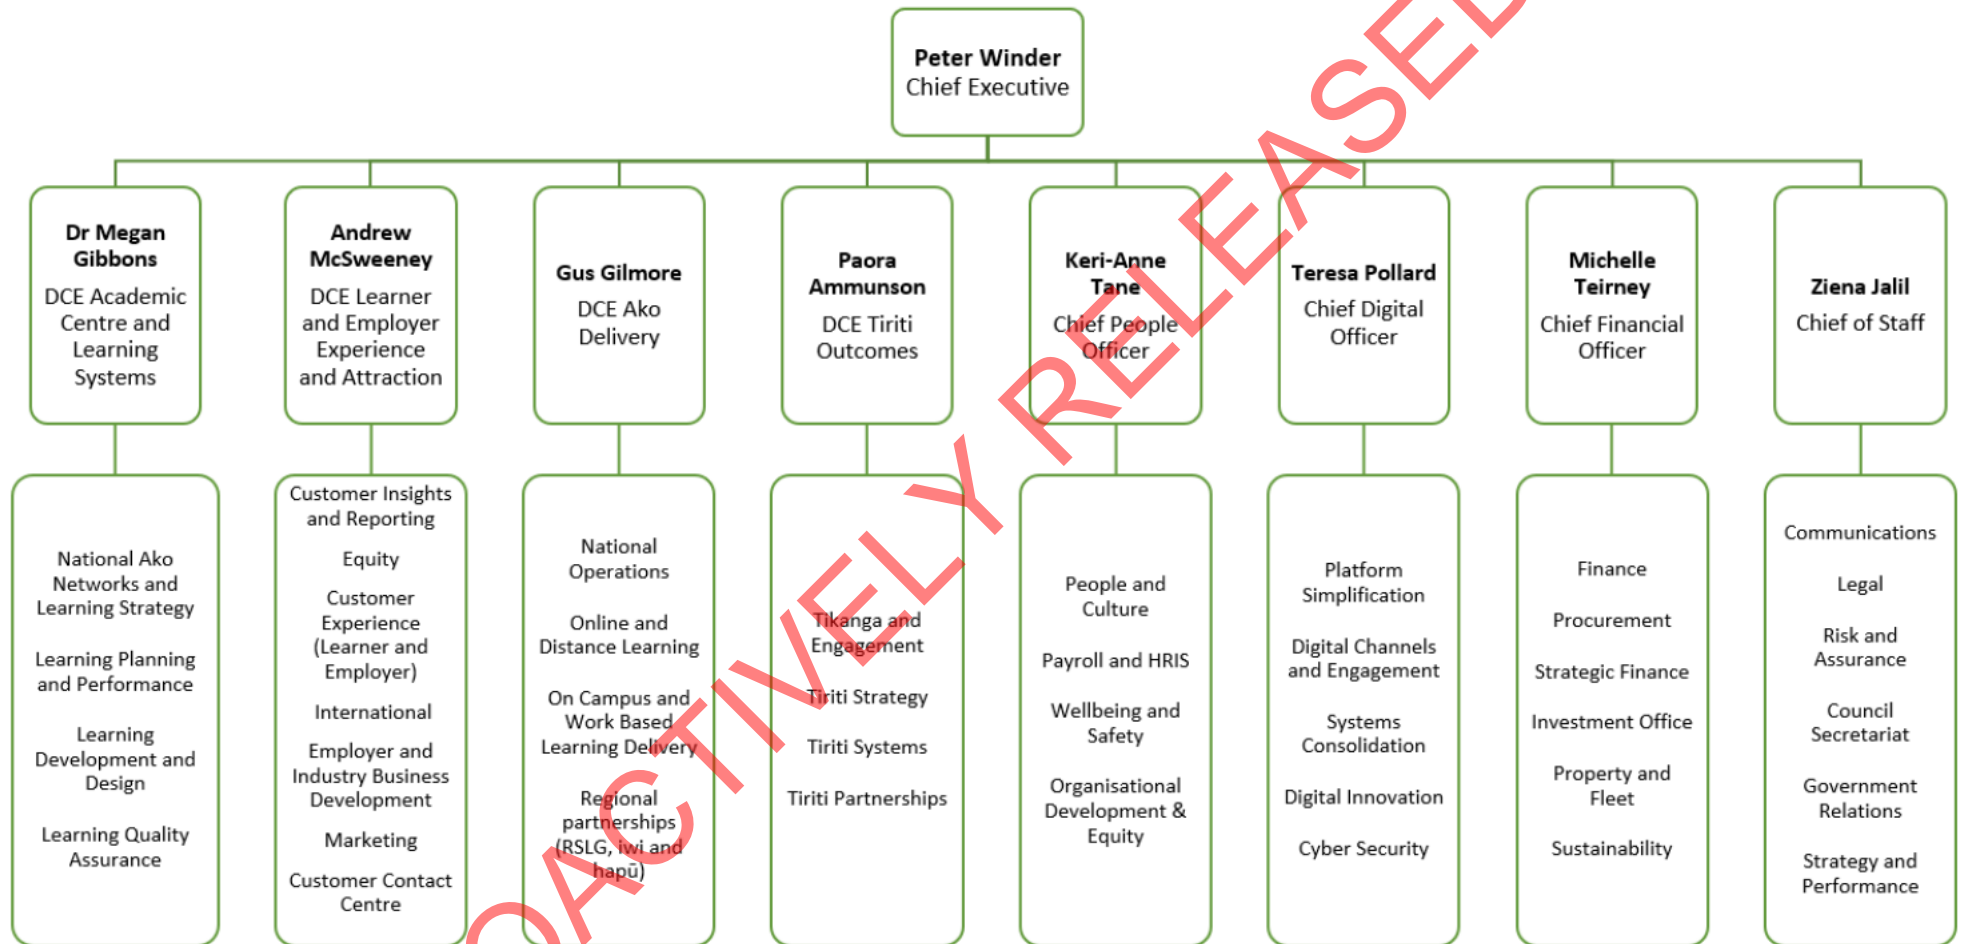 Peter Winder
Chief Executive
Dr Megan
Gibbons
DCE Academic
Centre and
Learning
Systems
Andrew
McSweeney
DCE Learner
and Employer
Experience
and Attraction
Gus Gilmore
DCE Ako
Delivery
Paora
Ammunson
DCE Tiriti
Outcomes
Keri-Anne
Tane
Chief People
Officer
Teresa Pollard
Chief Digital
Officer
Michelle
Teirney
Chief Financial
Officer
Ziena Jalil
Chief of Staff
National Ako
Networks and
Learning Strategy
Learning Planning
and Performance
Learning
Development and
Design
Learning Quality
Assurance
Customer Insights
and Reporting
Equity
Customer
Experience
(Learner and
Employer)
International
Employer and
Industry Business
Development
Marketing
Customer Contact
Centre
National
Operations
Online and
Distance Learning
On Campus and
Work Based
Learning Delivery
Regional
partnerships
(RSLG, iwi and
hapū)
Tikanga and
Engagement
Tiriti Strategy
Tiriti Systems
Tiriti Partnerships
People and
Culture
Payroll and HRIS
Wellbeing and
Safety
Organisational
Development &
Equity
Platform
Simplification
Digital Channels
and Engagement
Systems
Consolidation
Digital Innovation
Cyber Security
Finance
Procurement
Strategic Finance
Investment Office
Property and
Fleet
Sustainability
Communications
Legal
Risk and
Assurance
Council
Secretariat
Government
Relations
Strategy and
Performance
OACTIVELY RELEASED